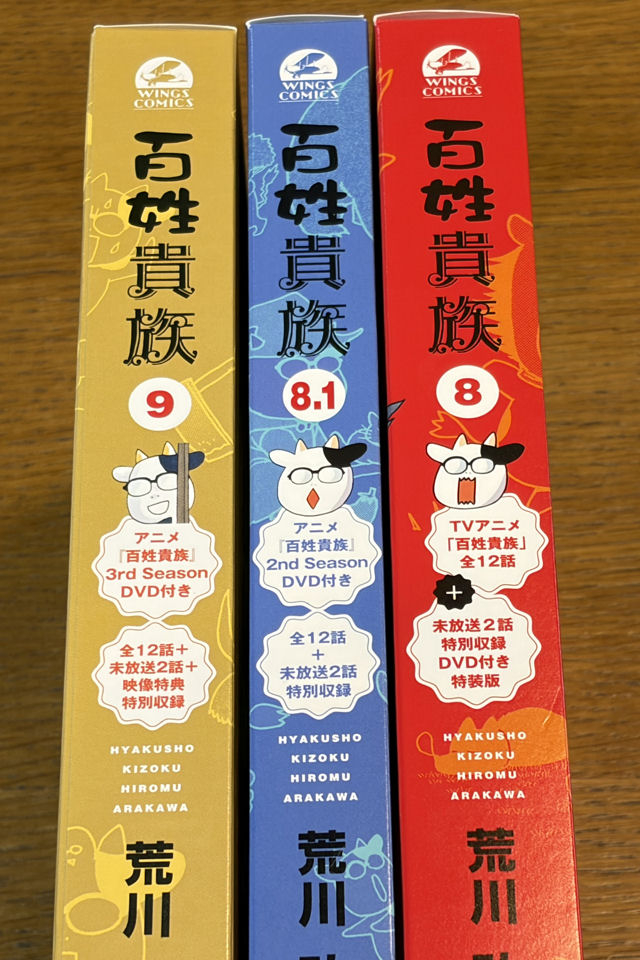 WINGS
COMICS
百姓貴族
9
アニメ
『百姓貴族』
3rd Season
DVD付き
全12話＋
未放送2話＋
映像特典
特別収録
HYAKUSHO
KIZOKU
HIROMU
ARAKAWA
荒川
WINGS
COMICS
百姓貴族
8.1
アニメ
『百姓貴族』
2nd Season
DVD付き
全12話
＋
未放送2話
特別収録
HYAKUSHO
KIZOKU
HIROMU
ARAKAWA
荒川
WINGS
COMICS
百姓貴族
8
TVアニメ
「百姓貴族」
全12話
＋
未放送2話
特別収録
DVD付き
特装版
HYAKUSHO
KIZOKU
HIROMU
ARAKAWA
荒川